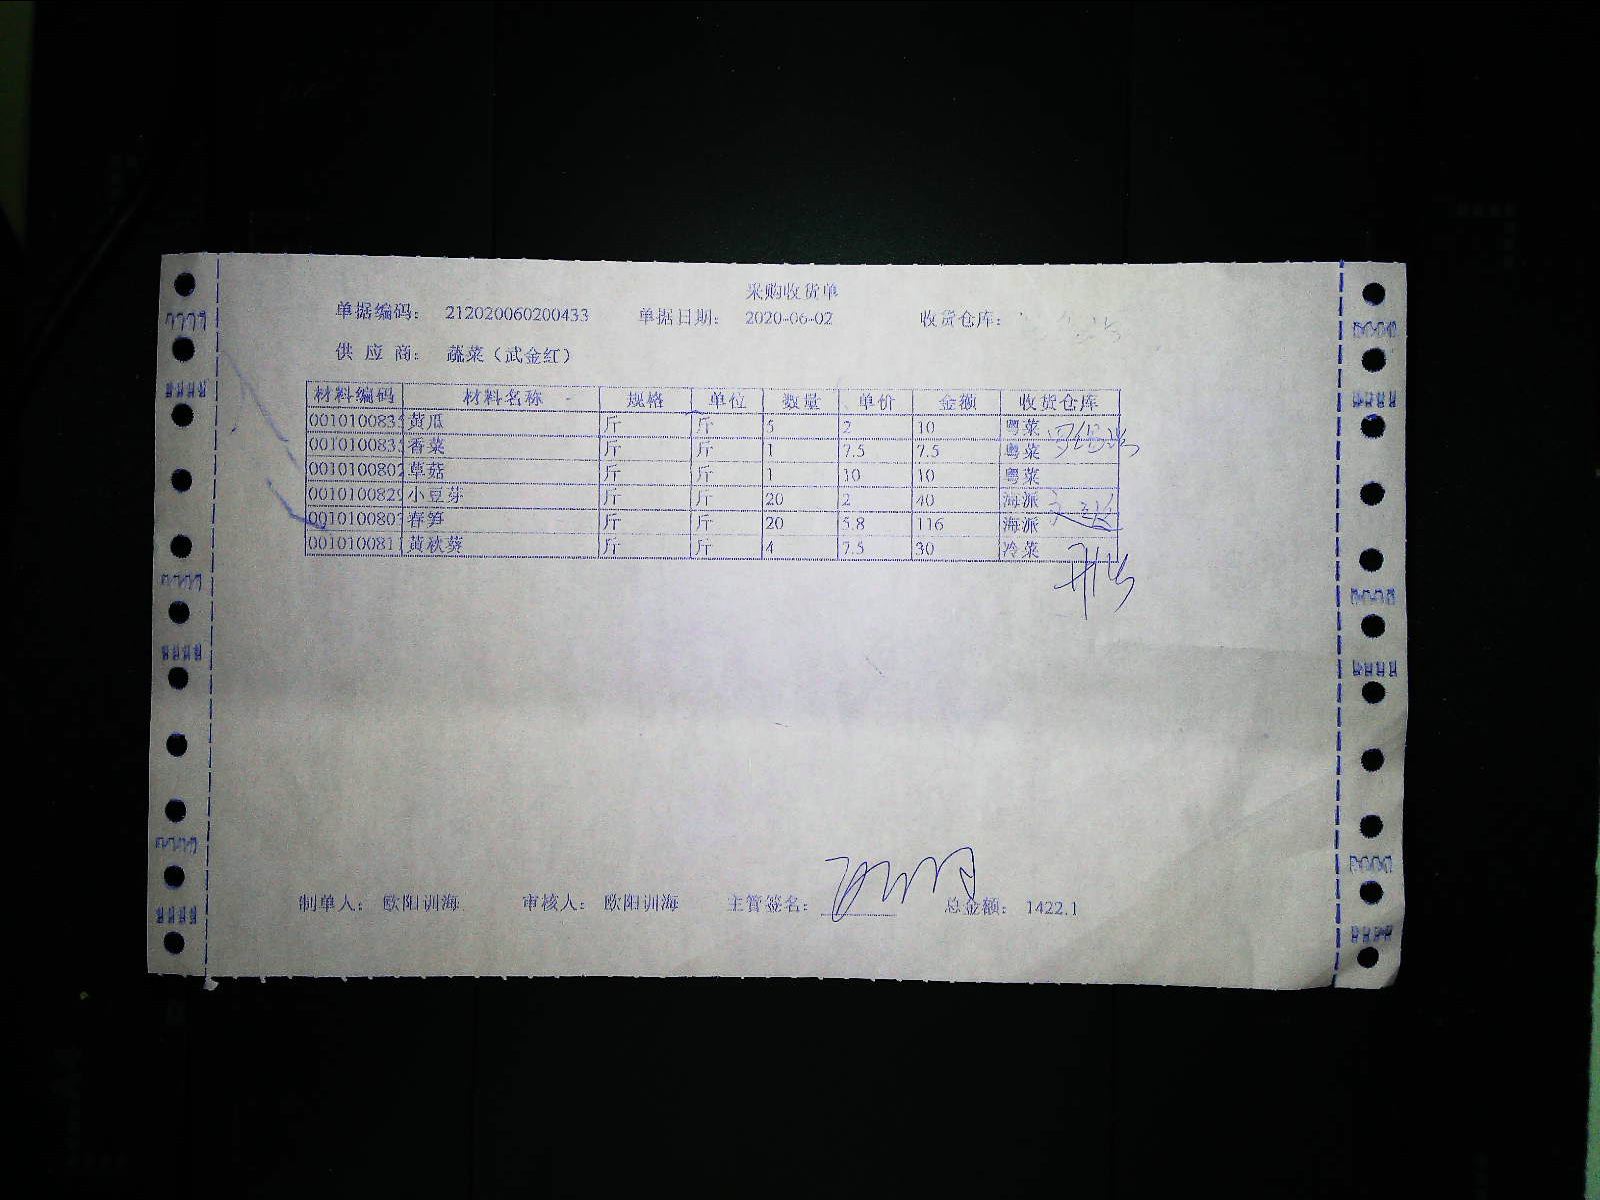 采购收货单
单据编码： 212020060200433 单据日期： 2020-06-02 收货仓库：
供 应 商： 蔬菜（武金红）
材料编码 材料名称 规格 单位 数量 单价 金额 收货仓库
001010083 黄瓜 斤 斤 5 2 10 粤菜
001010083 香菜 斤 斤 1 7.5 7.5 粤菜
001010080 草菇 斤 斤 1 10 10 粤菜
001010082 小豆芽 斤 斤 20 2 40 海派
001010080 春笋 斤 斤 20 5.8 116 海派
001010081 黄秋葵 斤 斤 4 7.5 30 冷菜
制单人： 欧阳训海 审核人： 欧阳训海 主管签名： 总金额： 1422.1